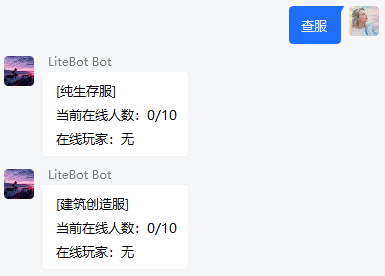 查服
LiteBot Bot
[纯生存服]
当前在线人数：0/10
在线玩家：无
LiteBot Bot
[建筑创造服]
当前在线人数：0/10
在线玩家：无